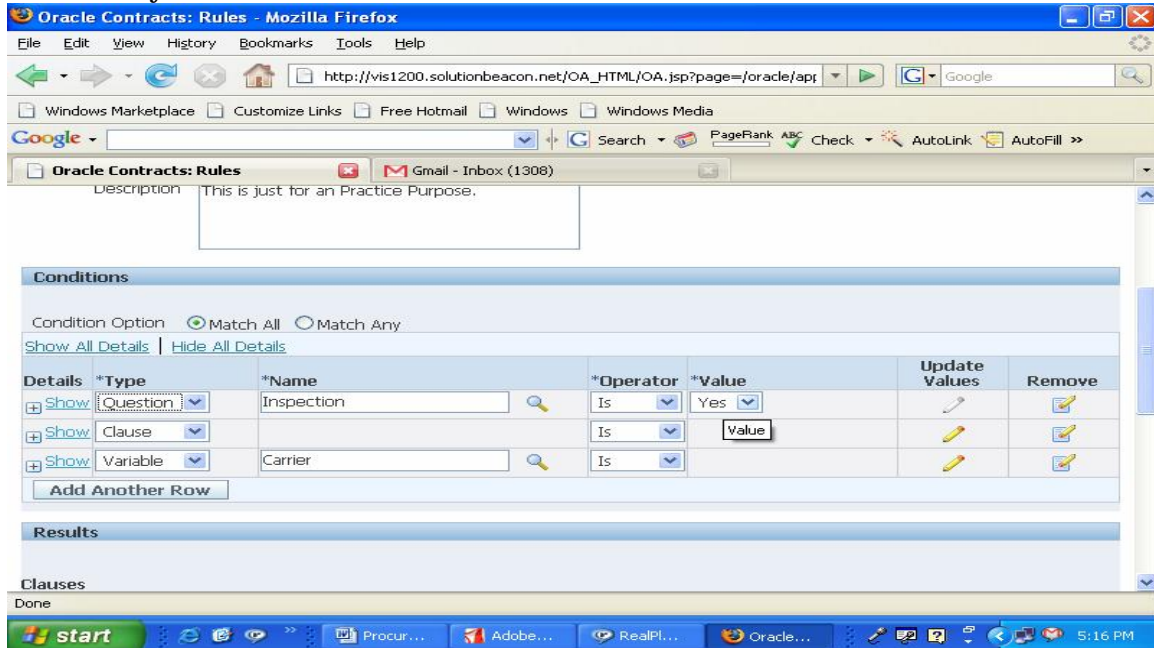 Oracle Contracts: Rules - Mozilla Firefox
File Edit View History Bookmarks Tools Help
http://vis1200.solutionbeacon.net/OA_HTML/OA.jsp?page=/oracle/app G Google
Windows Marketplace Customize Links Free Hotmail Windows Windows Media
Google G Search PageRank ABC Check AutoLink AutoFill »
Oracle Contracts: Rules Gmail - Inbox (1308)
Description This is just for an Practice Purpose.
Conditions
Condition Option Match All Match Any
Show All Details | Hide All Details
Details *Type *Name *Operator *Value Update Values Remove
Show Question Inspection Is Yes
Show Clause Is Value
Show Variable Carrier Is
Add Another Row
Results
Clauses
Done
start » Procur... Adobe... RealPl... Oracle... 5:16 PM